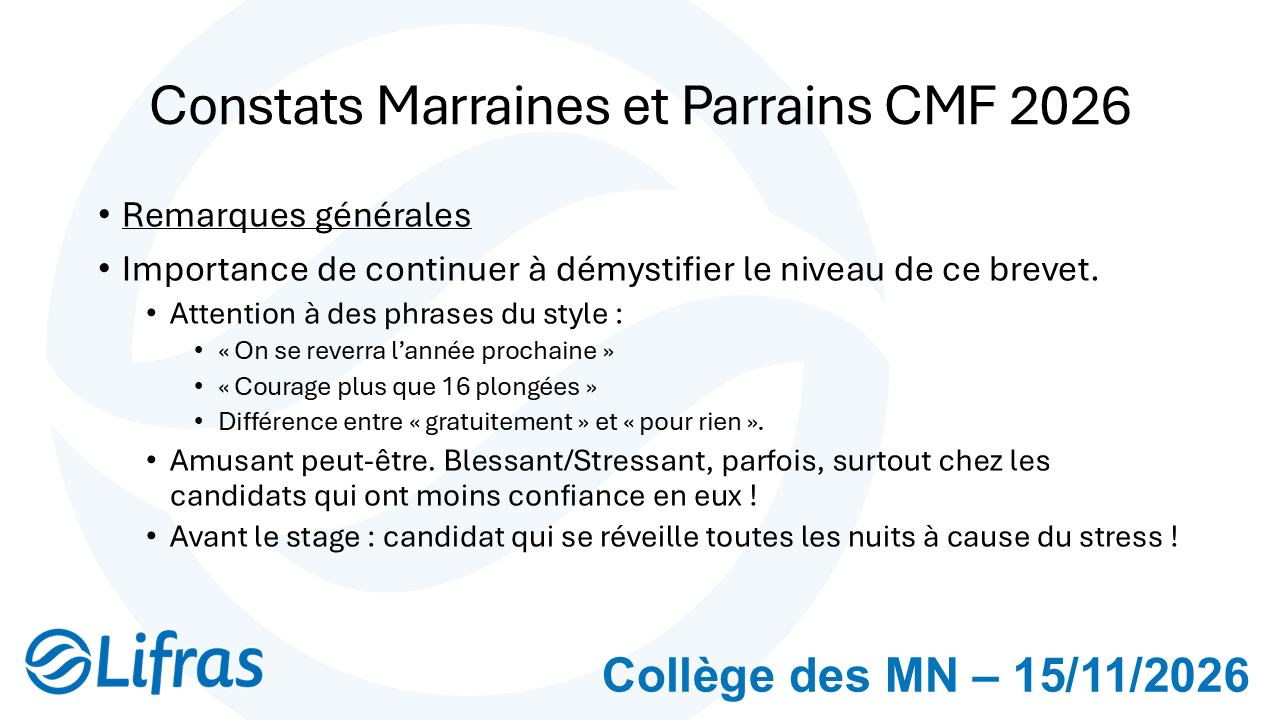 Constats Marraines et Parrains CMF 2026
• Remarques générales
• Importance de continuer à démystifier le niveau de ce brevet.
• Attention à des phrases du style :
• « On se reverra l’année prochaine »
• « Courage plus que 16 plongées »
• Différence entre « gratuitement » et « pour rien ».
• Amusant peut-être. Blessant/Stressant, parfois, surtout chez les
candidats qui ont moins confiance en eux !
• Avant le stage : candidat qui se réveille toutes les nuits à cause du stress !
Lifras
Collège des MN – 15/11/2026